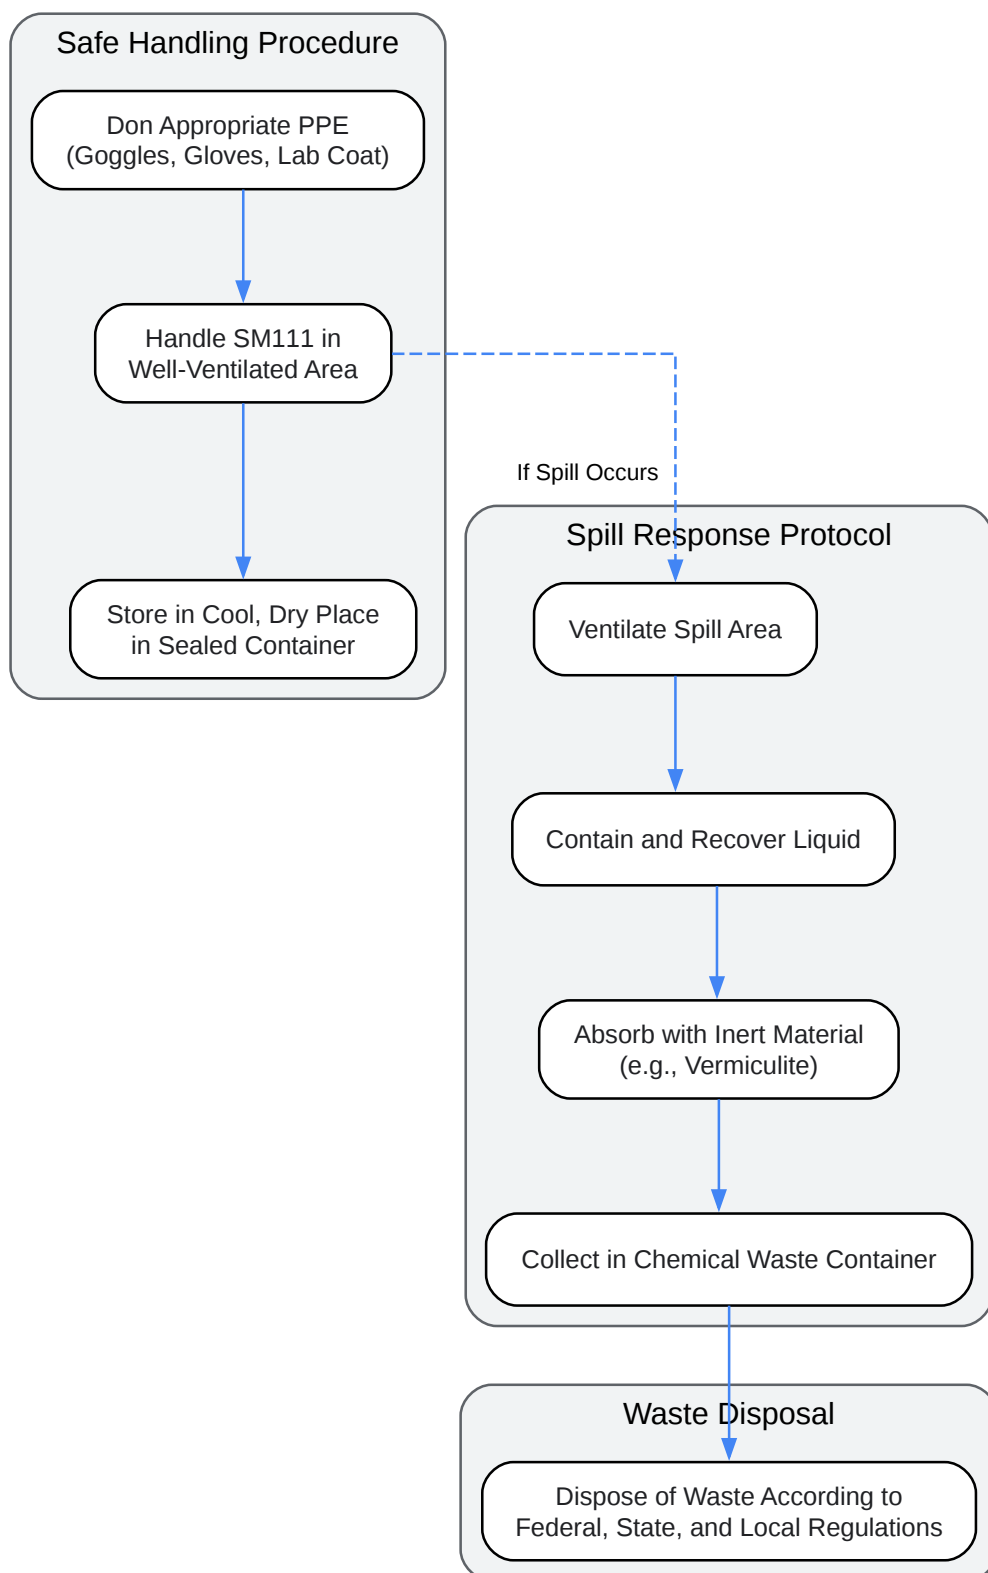 Safe Handling Procedure
Don Appropriate PPE
(Goggles, Gloves, Lab Coat)
Handle SM111 in
Well-Ventilated Area
If Spill Occurs
Store in Cool, Dry Place
in Sealed Container
Spill Response Protocol
Ventilate Spill Area
Contain and Recover Liquid
Absorb with Inert Material
(e.g., Vermiculite)
Collect in Chemical Waste Container
Waste Disposal
Dispose of Waste According to
Federal, State, and Local Regulations